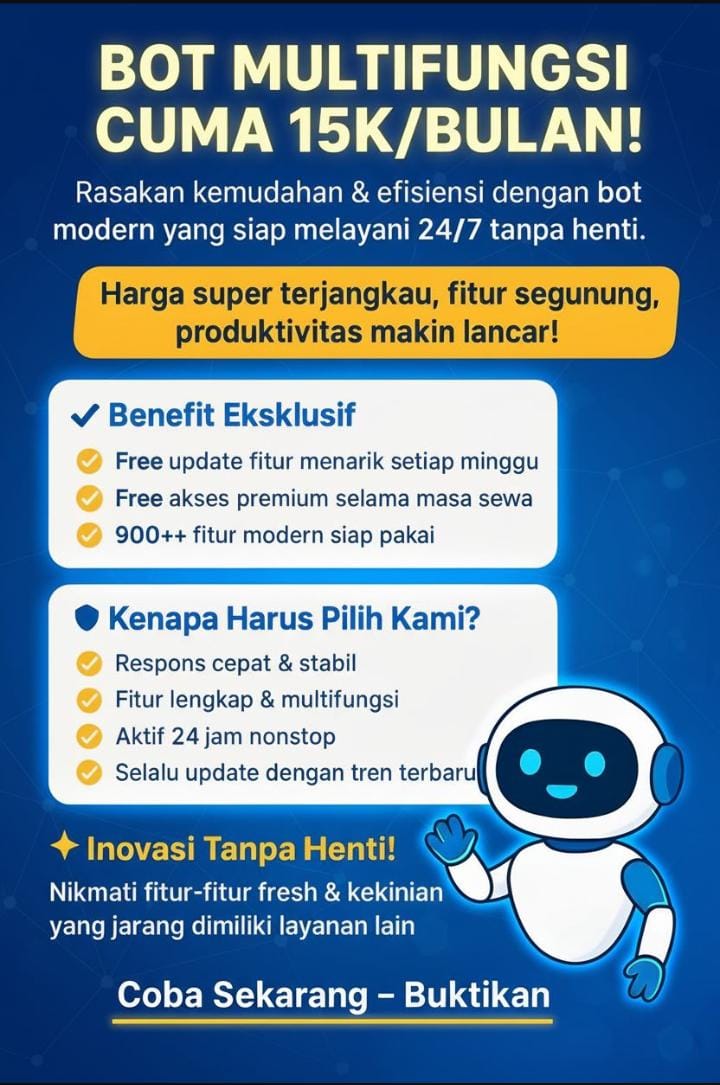 BOT MULTIFUNGSI
CUMA 15K/BULAN!
Rasakan kemudahan & efisiensi dengan bot
modern yang siap melayani 24/7 tanpa henti.
Harga super terjangkau, fitur segunung,
produktivitas makin lancar!
Benefit Eksklusif
Free update fitur menarik setiap minggu
Free akses premium selama masa sewa
900++ fitur modern siap pakai
Kenapa Harus Pilih Kami?
Respons cepat & stabil
Fitur lengkap & multifungsi
Aktif 24 jam nonstop
Selalu update dengan tren terbaru
Inovasi Tanpa Henti!
Nikmati fitur-fitur fresh & kekinian
yang jarang dimiliki layanan lain
Coba Sekarang – Buktikan